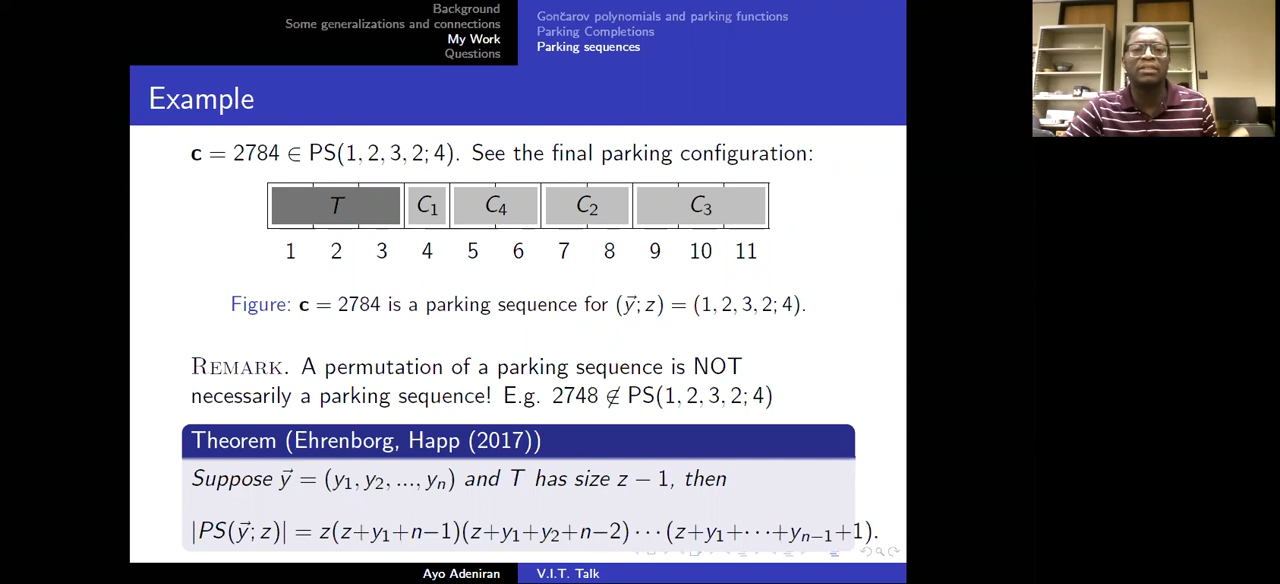 Background
Some generalizations and connections
My Work
Questions
Gončarov polynomials and parking functions
Parking Completions
Parking sequences
Example
c = 2784 ∈ PS(1, 2, 3, 2; 4). See the final parking configuration:
T C₁ C₄ C₂ C₃
1 2 3 4 5 6 7 8 9 10 11
Figure: c = 2784 is a parking sequence for (y⃗; z) = (1, 2, 3, 2; 4).
REMARK. A permutation of a parking sequence is NOT
necessarily a parking sequence! E.g. 2748 ∉ PS(1, 2, 3, 2; 4)
Theorem (Ehrenborg, Happ (2017))
Suppose y⃗ = (y₁, y₂, ..., yₙ) and T has size z − 1, then
|PS(y⃗; z)| = z(z+y₁+n−1)(z+y₁+y₂+n−2)⋯(z+y₁+⋯+yₙ₋₁+1).
Ayo Adeniran
V.I.T. Talk